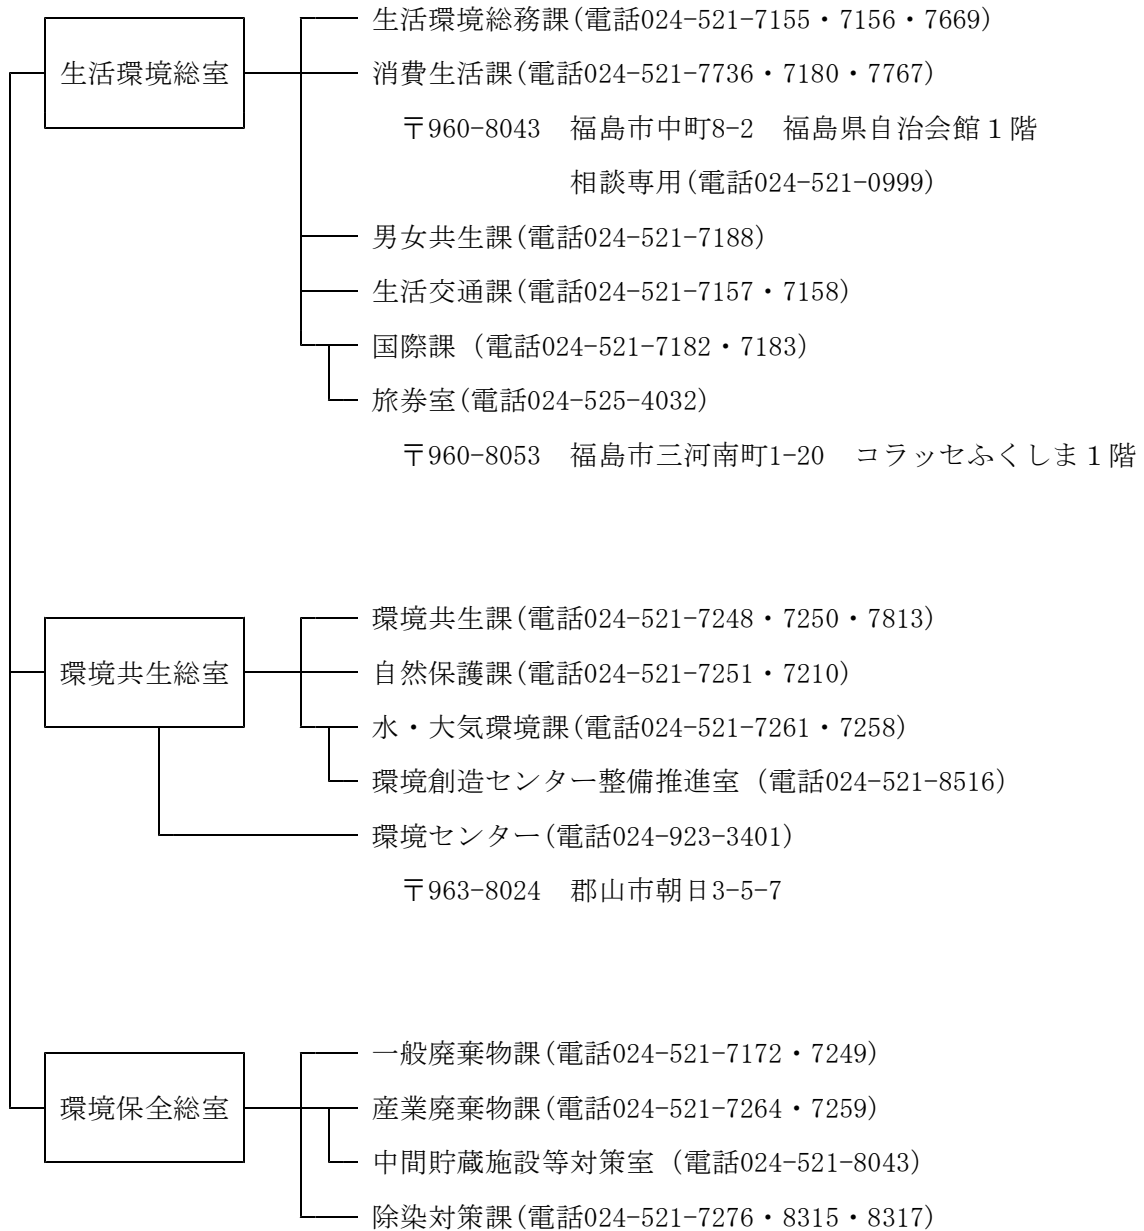 生活環境総務課(電話024-521-7155・7156・7669)
生活環境総室
消費生活課(電話024-521-7736・7180・7767)
〒960-8043　福島市中町8-2　福島県自治会館１階
相談専用(電話024-521-0999)
男女共生課(電話024-521-7188)
生活交通課(電話024-521-7157・7158)
国際課（電話024-521-7182・7183)
旅券室(電話024-525-4032)
〒960-8053　福島市三河南町1-20　コラッセふくしま１階
環境共生課(電話024-521-7248・7250・7813)
環境共生総室
自然保護課(電話024-521-7251・7210)
水・大気環境課(電話024-521-7261・7258)
環境創造センター整備推進室（電話024-521-8516)
環境センター(電話024-923-3401)
〒963-8024　郡山市朝日3-5-7
一般廃棄物課(電話024-521-7172・7249)
環境保全総室
産業廃棄物課(電話024-521-7264・7259)
中間貯蔵施設等対策室（電話024-521-8043)
除染対策課(電話024-521-7276・8315・8317)